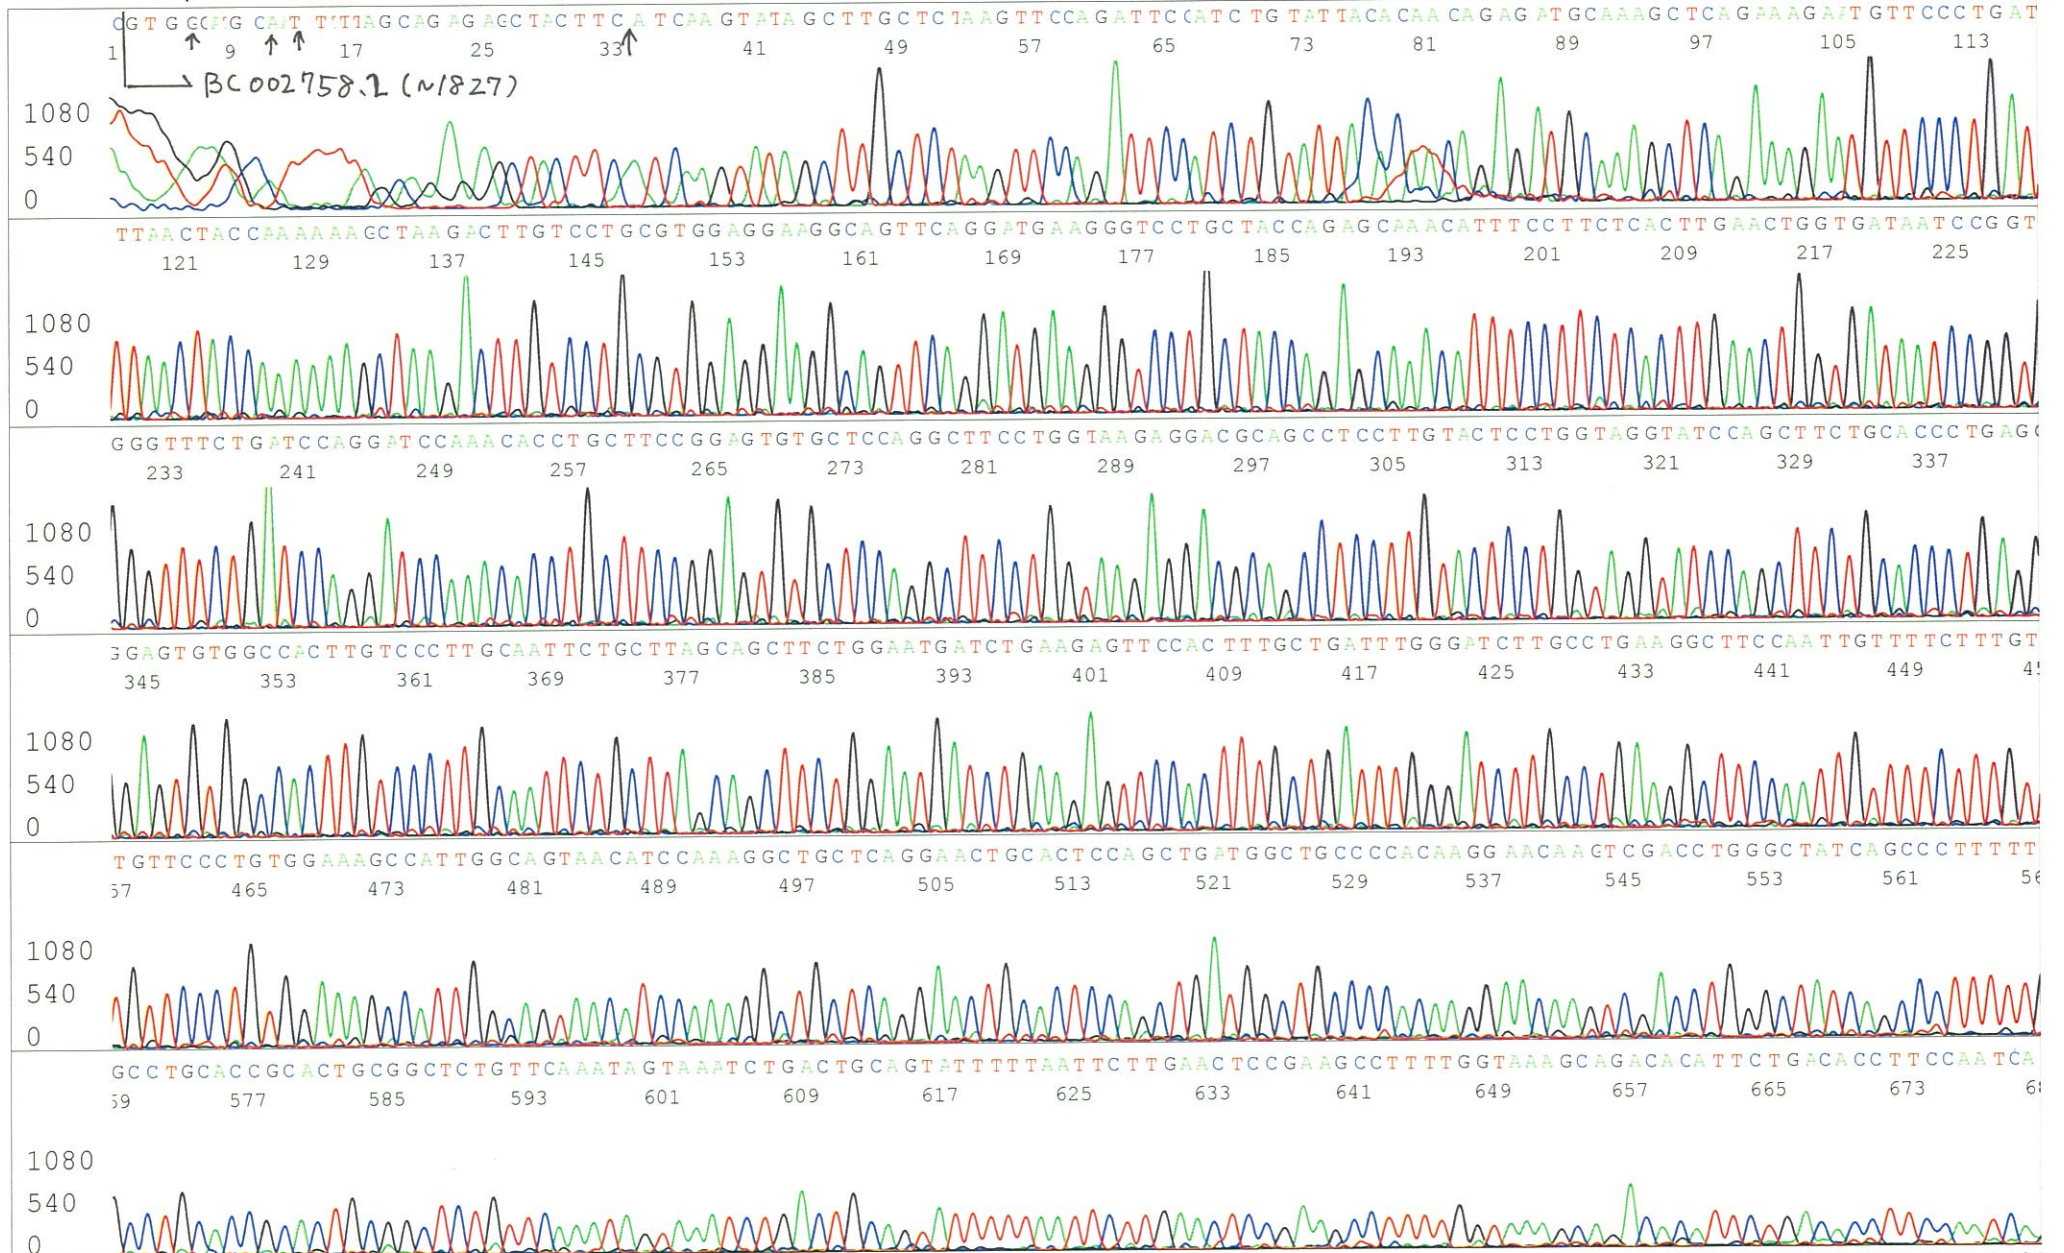 CGTGG
1 9 17 25 33 41 49 57 65 73 81 89 97 105 113
TTTAGCAGAGAGCTACTTCA TCAAGTATAGCTTGCTCTAAGTTCCAGATTCCATCTGTATTACACAACAGAGATGCAAAGCTCAGAAAGAATGTTCCCTGAT
BC002758.2 (~1827)
1080
540
0
TTAACTACCAAAAAAGCTAAGACTTGTCCTGCGTGGAGGAAGGCAGTTCAGGATGAAGGGTCCTGCTACCAGAGCAAACATTTCCTTCTCACTTGAACTGGTGATAATCCGGT
121 129 137 145 153 161 169 177 185 193 201 209 217 225
1080
540
0
GGGTTTCTGATCCAGGATCCAAACACCTGCTTCCGGAGTGTGCTCCAGGCTTCCTGGTAAGAGGACGCAGCCTCCTTGTACTCCTGGTAGGTATCCAGCTTCTGCACCCTGAG
233 241 249 257 265 273 281 289 297 305 313 321 329 337
1080
540
0
GGAGTGTGGCCACTTGTCCCTTGCAATTCTGCTTAGCAGCTTCTGGAATGATCTGAAGAGTTCCACTTTGCTGATTTGGGATCTTGCCTGAAGGCTTCCAATTGTTTTCTTTGT
345 353 361 369 377 385 393 401 409 417 425 433 441 449
1080
540
0
TGTTCCCTGTGGAAAGCCATTGGCAGTAACATCCAAAGGCTGCTCAGGAACTGCACTCCAGCTGATGGCTGCCCCACAAGGAACAAGTCGACCTGGGCTATCAGCCCTTTTT
57 465 473 481 489 497 505 513 521 529 537 545 553 561
1080
540
0
GCCTGCACCGCACTGCGGCTCTGTTCAAATAGTAAATCTGACTGCAGTATTTTTAATTCTTGAACTCCGAAGCCTTTTGGTAAAGCAGACACATTCTGACACCTTCCAATCA
69 577 585 593 601 609 617 625 633 641 649 657 665 673
1080
540
0